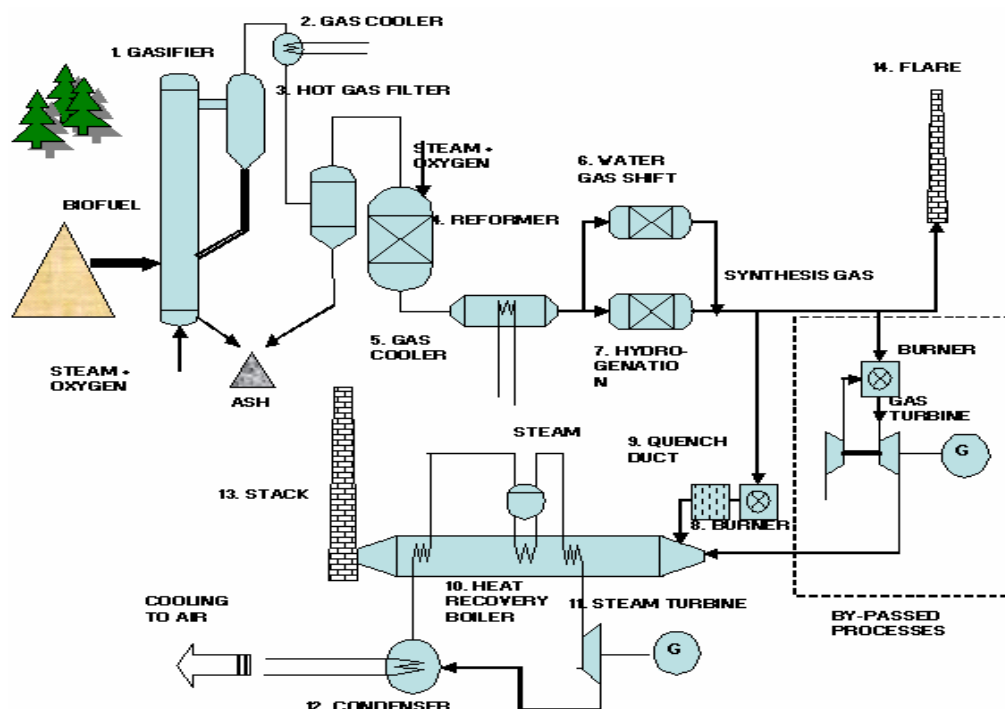 2. GAS COOLER
1. GASIFIER
14. FLARE
3. HOT GAS FILTER
STEAM +
OXYGEN
6. WATER
GAS SHIFT
BIOFUEL
4. REFORMER
SYNTHESIS GAS
5. GAS
COOLER
7. HYDRO-
GENATIO
N
BURNER
STEAM +
OXYGEN
ASH
GAS
TURBINE
STEAM
9. QUENCH
DUCT
G
13. STACK
8. BURNER
10. HEAT
RECOVERY
BOILER
11. STEAM TURBINE
COOLING
TO AIR
BY-PASSED
PROCESSES
G
12. CONDENSER